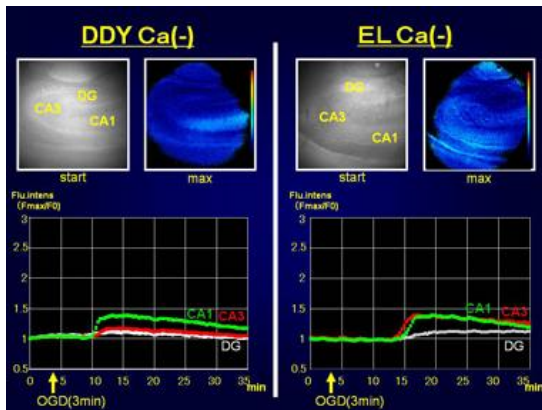 DDY Ca(-)
DG
CA3
CA1
start
max
Flu.intens
(Fmax/F0)
3
2.5
2
1.5
1
0.5
CA1
CA3
DG
0 5 10 15 20 25 30 35 min
OGD(3min)
EL Ca(-)
DG
CA3
CA1
start
max
Flu.intens
(Fmax/F0)
3
2.5
2
1.5
1
0.5
CA1
CA3
DG
0 5 10 15 20 25 30 35 min
OGD(3min)